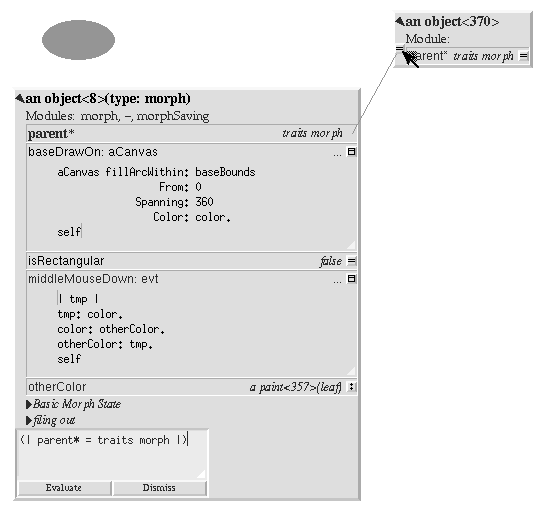 an object<370>
Module:
parent* traits morph =
an object<8>(type: morph)
Modules: morph, -, morphSaving
parent* traits morph
baseDrawOn: aCanvas ...
aCanvas fillArcWithin: baseBounds
From: 0
Spanning: 360
Color: color.
self
isRectangular false =
middleMouseDown: evt ...
| tmp |
tmp: color.
color: otherColor.
otherColor: tmp.
self
otherColor a paint<357>(leaf) :
Basic Morph State
filing out
(| parent* = traits morph |)
Evaluate Dismiss